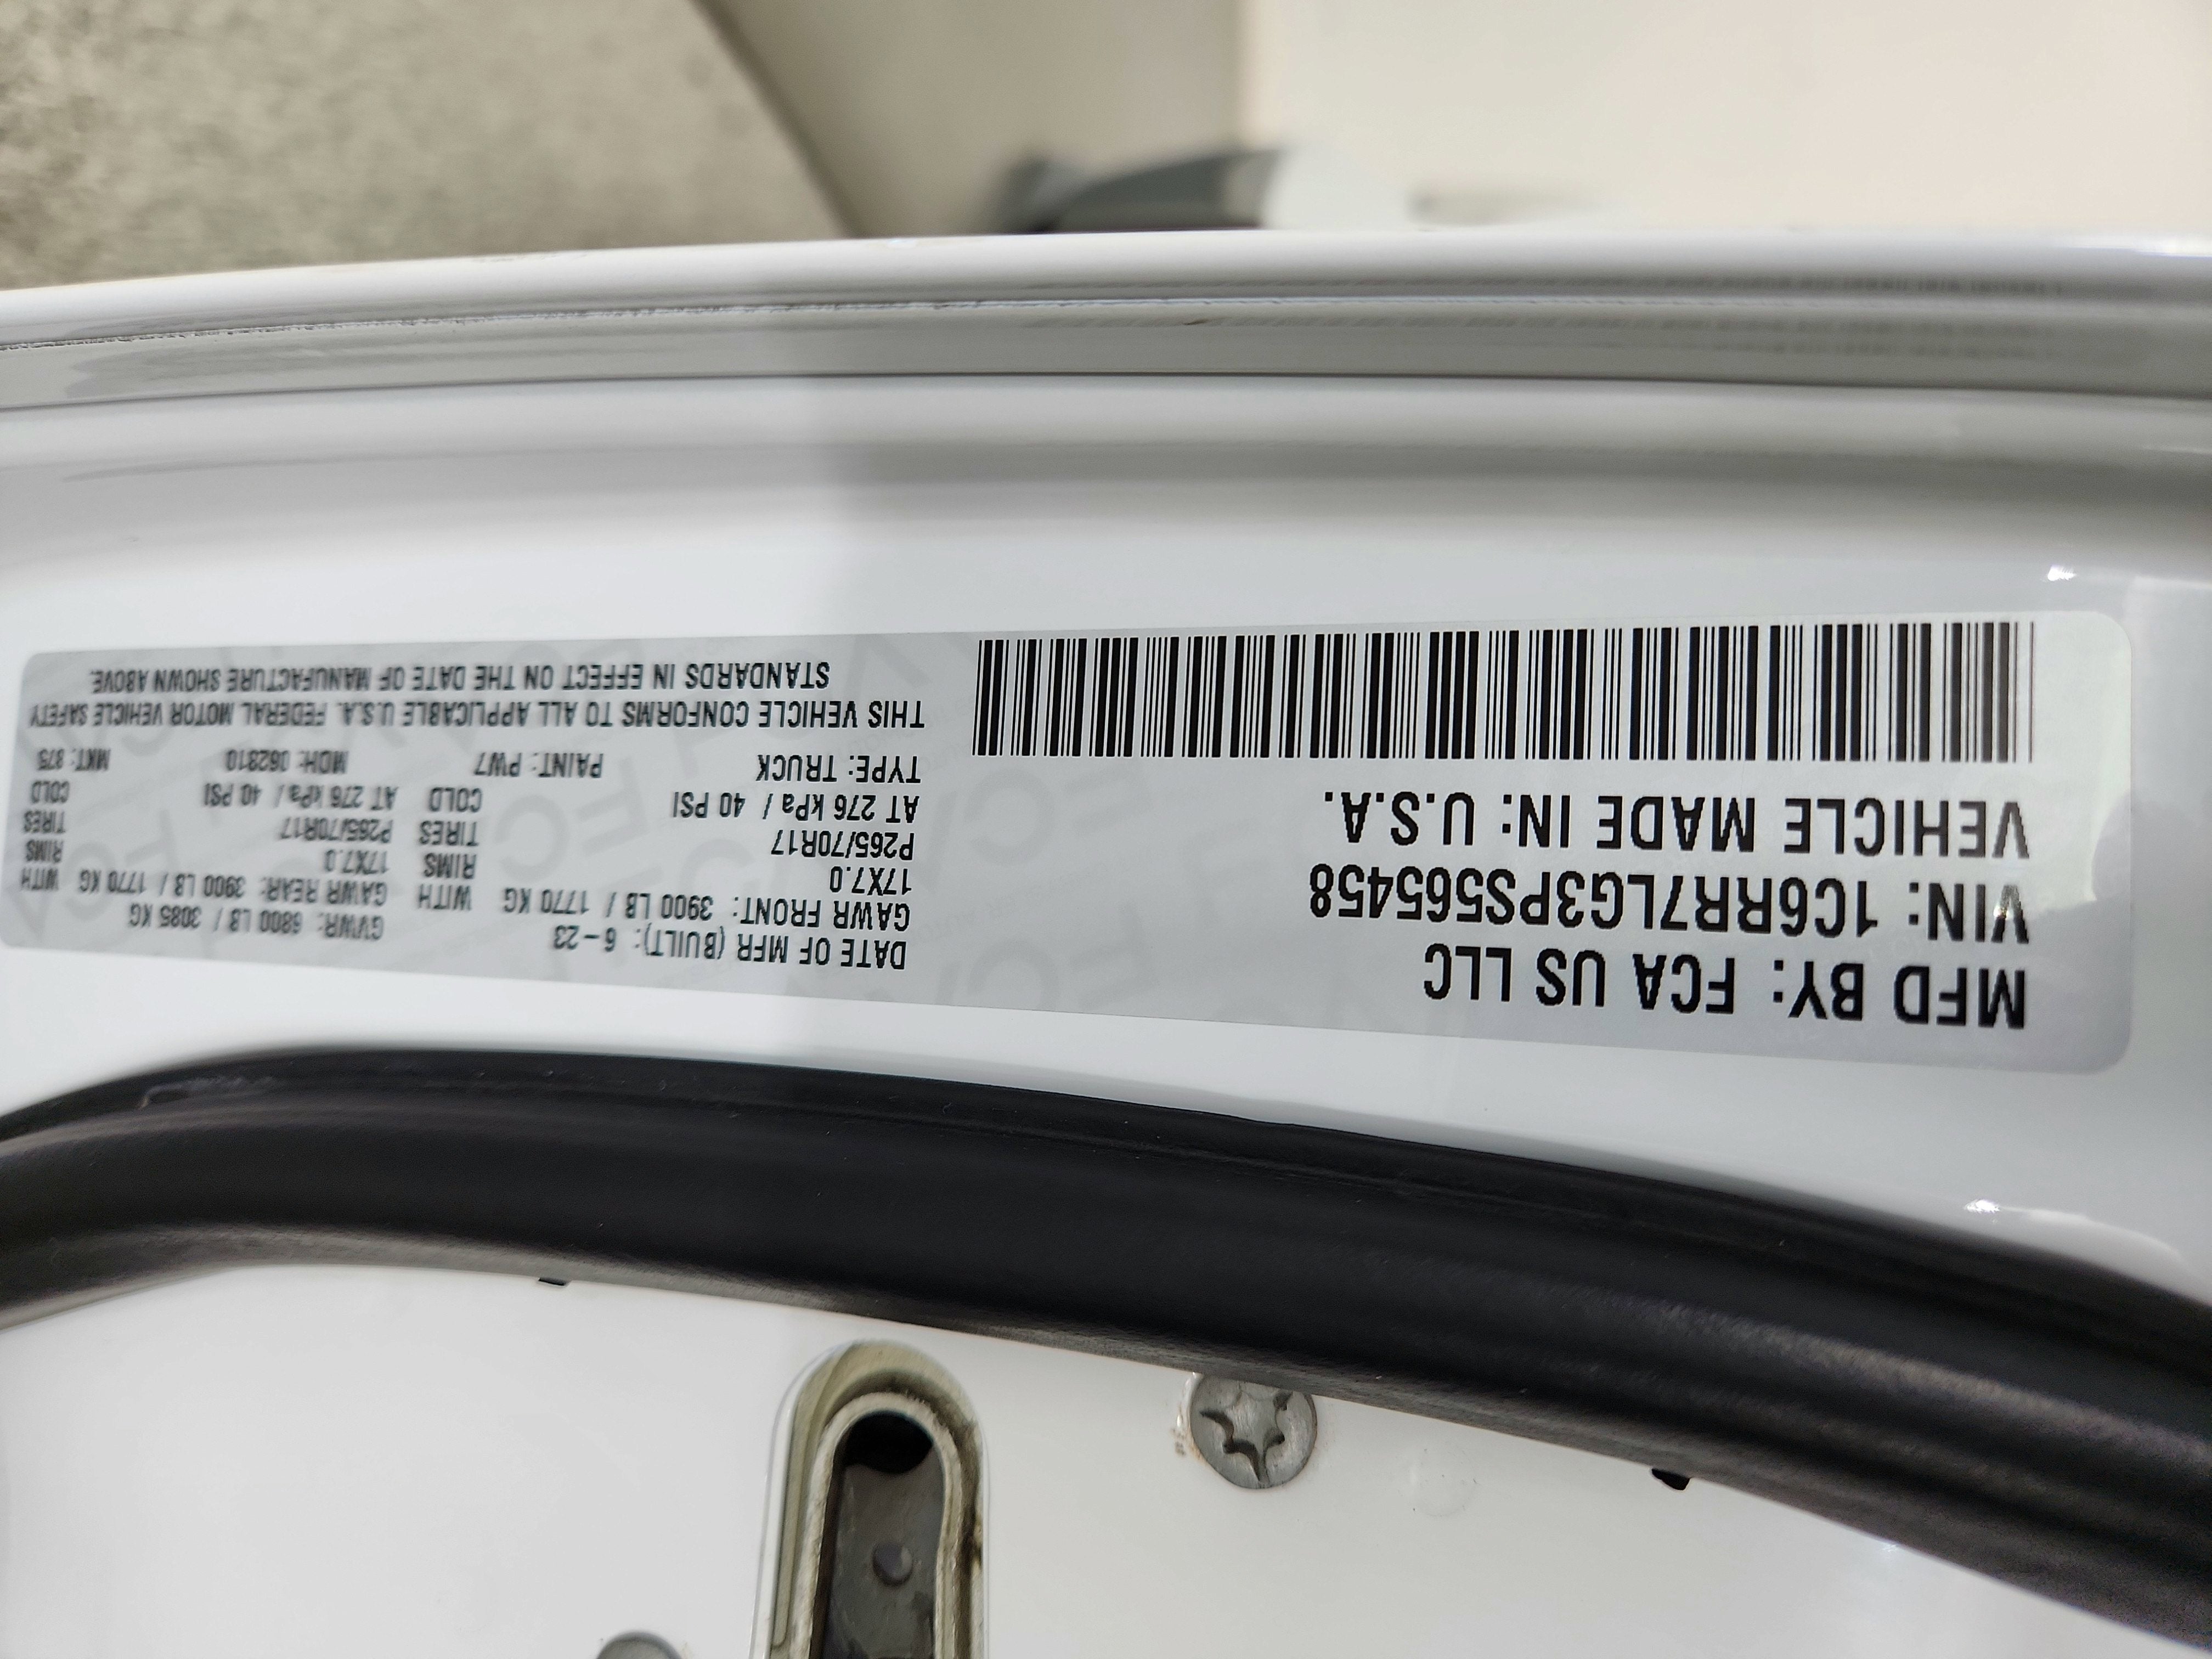 MFD BY: FCA US LLC
VIN: 1C6RR7LG3PS565458
VEHICLE MADE IN: U.S.A.
DATE OF MFR (BUILT): 6-23 GVWR: 6800 LB / 3085 KG
GAWR FRONT: 3900 LB / 1770 KG WITH GAWR REAR: 3900 LB / 1770 KG WITH
17X7.0 RIMS 17X7.0 RIMS
P265/70R17 TIRES P265/70R17 TIRES
AT 276 kPa / 40 PSI COLD AT 276 kPa / 40 PSI COLD
TYPE: TRUCK PAINT: PW7 MDH: 062310 MKT: 875
THIS VEHICLE CONFORMS TO ALL APPLICABLE U.S.A. FEDERAL MOTOR VEHICLE SAFETY
STANDARDS IN EFFECT ON THE DATE OF MANUFACTURE SHOWN ABOVE.